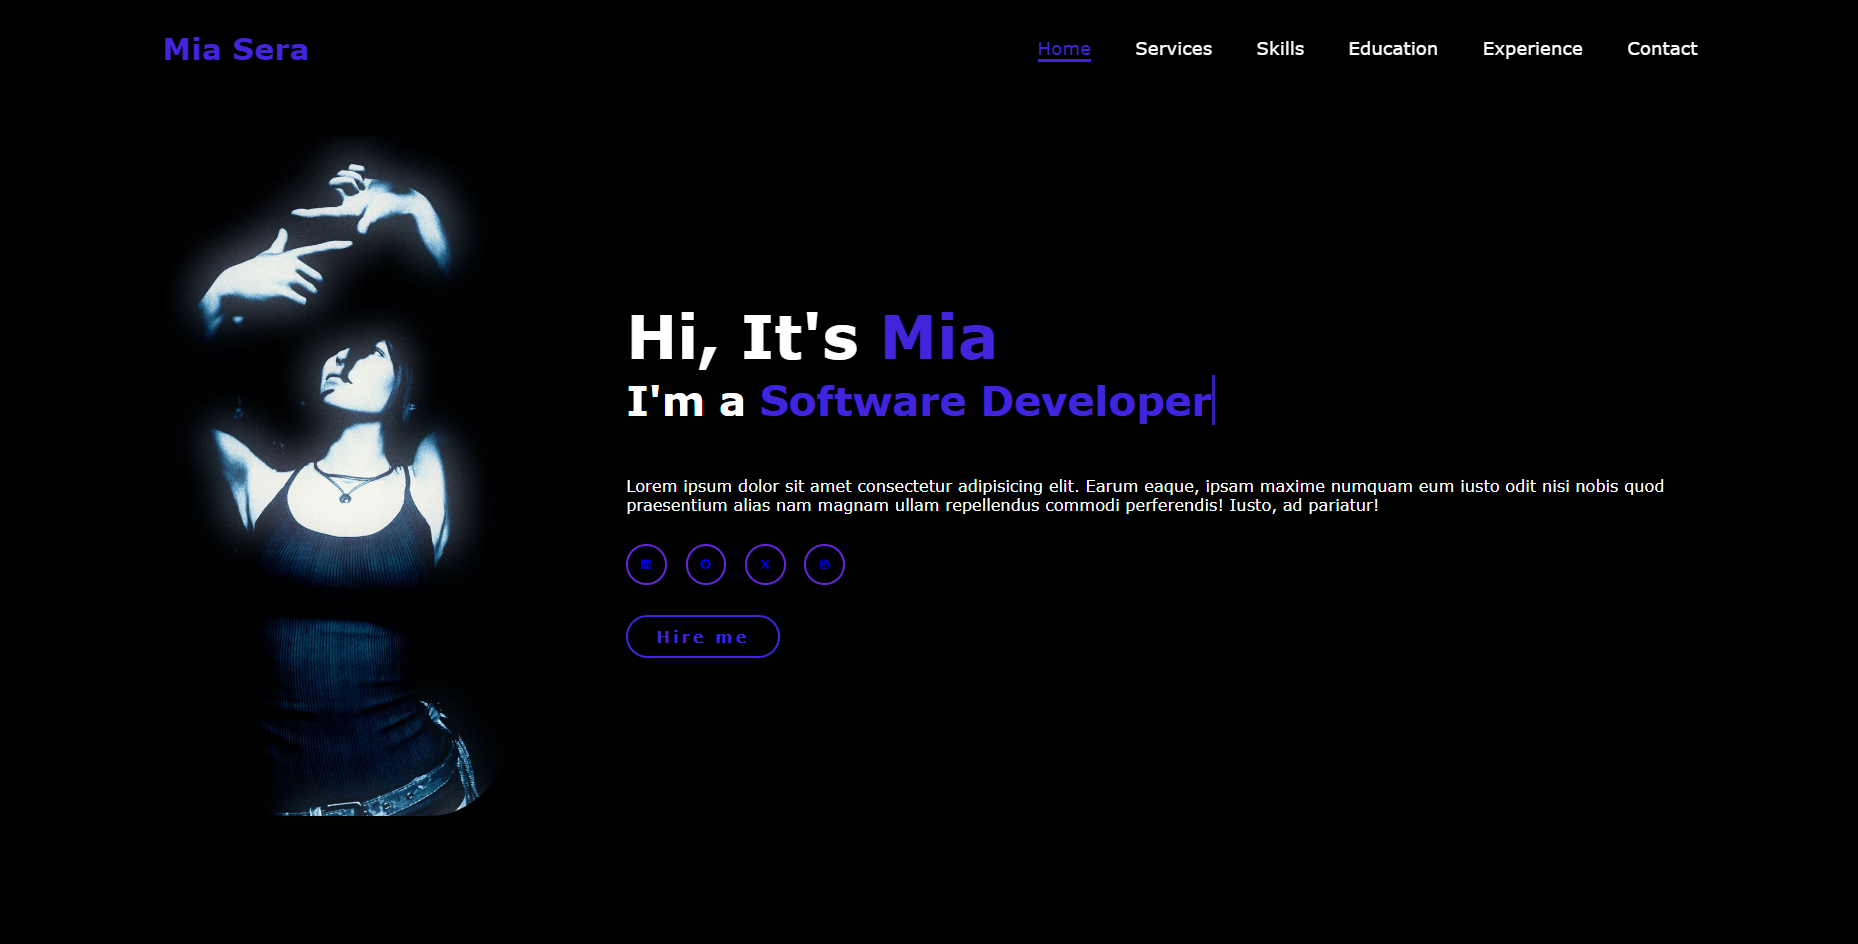 Mia Sera
Home Services Skills Education Experience Contact
Hi, It's Mia
I'm a Software Developer
Lorem ipsum dolor sit amet consectetur adipisicing elit. Earum eaque, ipsam maxime numquam eum iusto odit nisi nobis quod
praesentium alias nam magnam ullam repellendus commodi perferendis! Iusto, ad pariatur!
Hire me